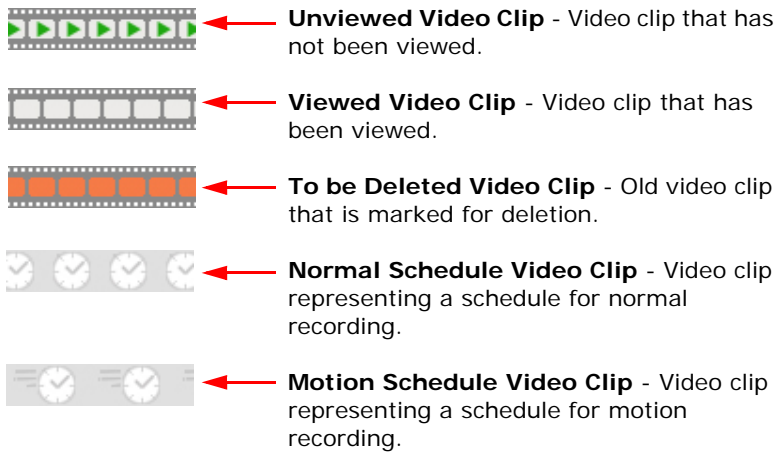 Unviewed Video Clip - Video clip that has
not been viewed.
Viewed Video Clip - Video clip that has
been viewed.
To be Deleted Video Clip - Old video clip
that is marked for deletion.
Normal Schedule Video Clip - Video clip
representing a schedule for normal
recording.
Motion Schedule Video Clip - Video clip
representing a schedule for motion
recording.